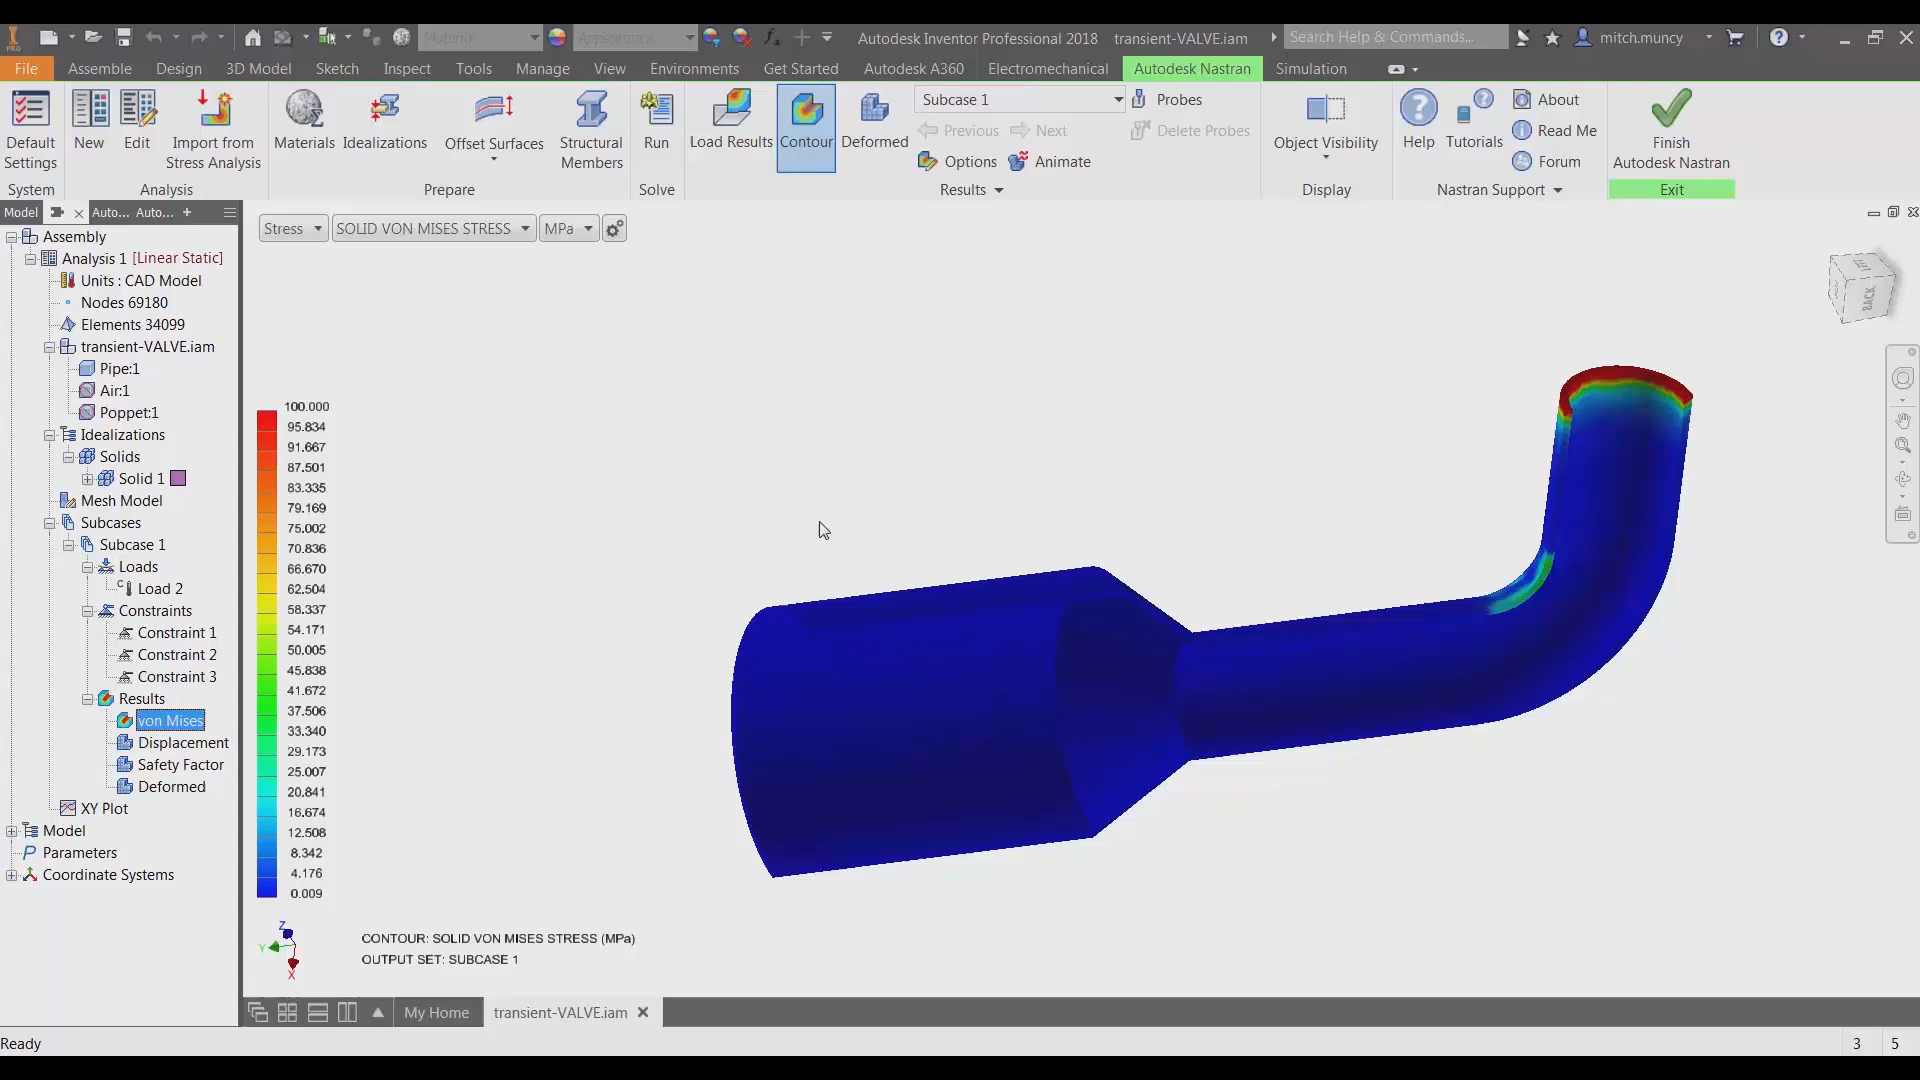 PRO
Material
Appearance
Autodesk Inventor Professional 2018 transient-VALVE.iam
Search Help & Commands...
mitch.muncy
File Assembly Design 3D Model Sketch Inspect Tools Manage View Environments Get Started Autodesk A360 Electromechanical Autodesk Nastran Simulation
Default Settings
New
Edit
Import from Stress Analysis
Materials
Idealizations
Offset Surfaces
Structural Members
Run
Load Results
Contour
Deformed
Subcase 1
Previous Next
Options Animate
Probes
Delete Probes
Object Visibility
Help
Tutorials
About
Read Me
Forum
Finish Autodesk Nastran
System Analysis Prepare Solve Results Display Nastran Support Exit
Model Auto... Auto... +
Stress SOLID VON MISES STRESS MPa
Assembly
Analysis 1 [Linear Static]
Units : CAD Model
Nodes 69180
Elements 34099
transient-VALVE.iam
Pipe:1
Air:1
Poppet:1
Idealizations
Solids
Solid 1
Mesh Model
Subcases
Subcase 1
Loads
Load 2
Constraints
Constraint 1
Constraint 2
Constraint 3
Results
von Mises
Displacement
Safety Factor
Deformed
XY Plot
Model
Parameters
Coordinate Systems
100.000
95.834
91.667
87.501
83.335
79.169
75.002
70.836
66.670
62.504
58.337
54.171
50.005
45.838
41.672
37.506
33.340
29.173
25.007
20.841
16.674
12.508
8.342
4.176
0.009
BACK
Z
Y
X
CONTOUR: SOLID VON MISES STRESS (MPa)
OUTPUT SET: SUBCASE 1
My Home transient-VALVE.iam
Ready
3 5